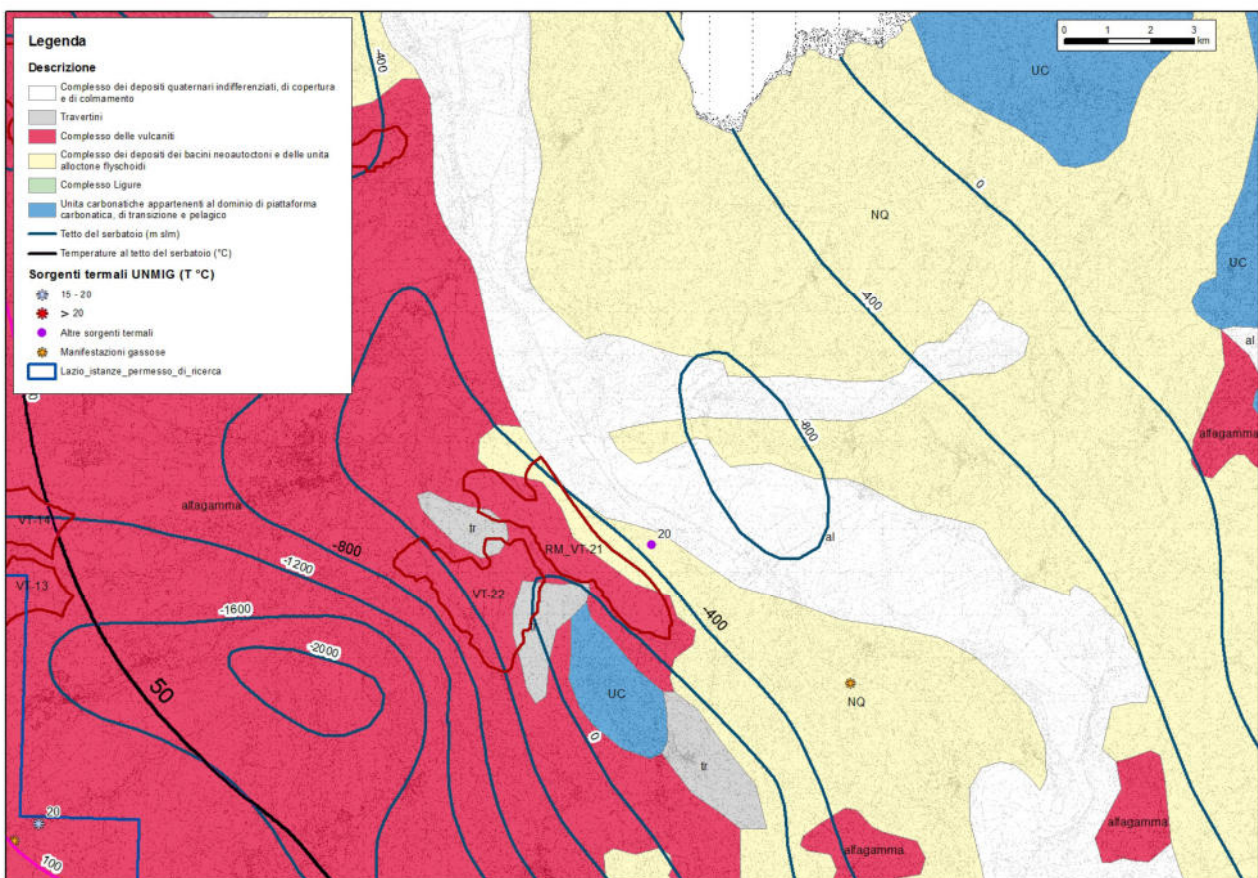 Legenda
Descrizione
Complesso dei depositi quaternari indifferenziati, di copertura
e di colmamento
Travertini
Complesso delle vulcaniti
Complesso dei depositi dei bacini neoautoctoni e delle unita
alloctone flyschoidi
Complesso Ligure
Unita carbonatiche appartenenti al dominio di piattaforma
carbonatica, di transizione e pelagico
Tetto del serbatoio (m slm)
Temperature al tetto del serbatoio (°C)
Sorgenti termali UNMIG (T °C)
15 - 20
> 20
Altre sorgenti termali
Manifestazioni gassose
Lazio_istanze_permesso_di_ricerca
0 1 2 3
km
-400
UC
0
NQ
UC
-400
al
-800
alfagamma
alfagamma
VT-14
tr
RM_VT-21
20
al
-800
-1200
VT-13
VT-22
-400
-1600
-2000
50
UC
NQ
0
tr
20
alfagamma
alfagamma
100